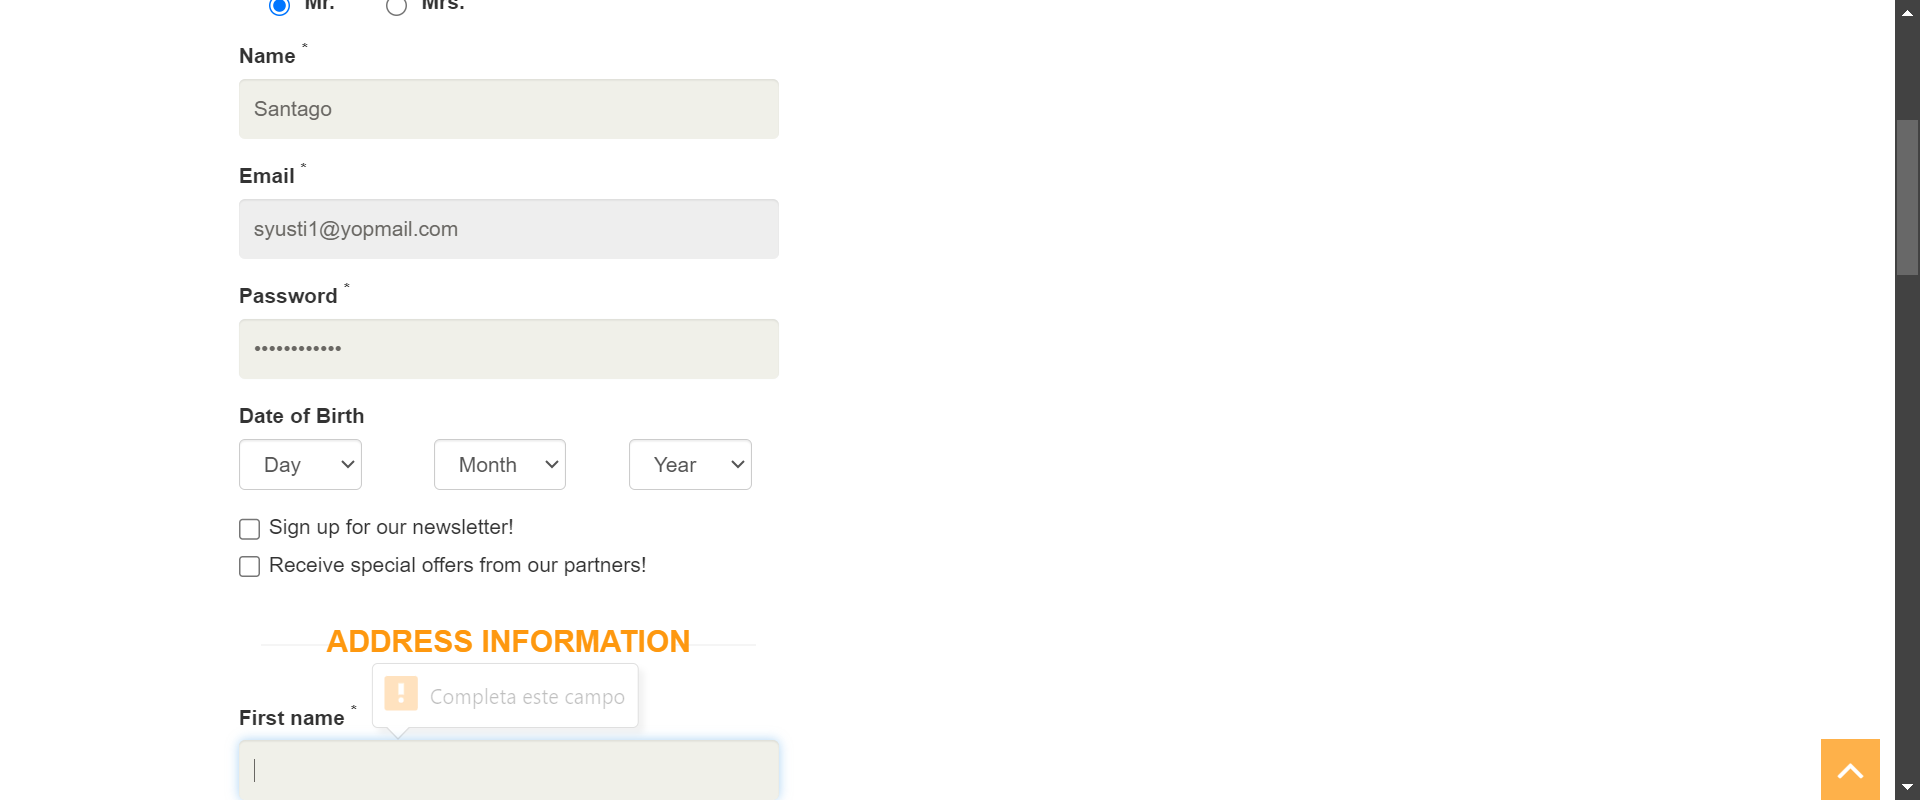 Mr. Mrs.
Name *
Santago
Email *
syusti1@yopmail.com
Password *
••••••••••••
Date of Birth
Day Month Year
Sign up for our newsletter!
Receive special offers from our partners!
ADDRESS INFORMATION
Completa este campo
First name *